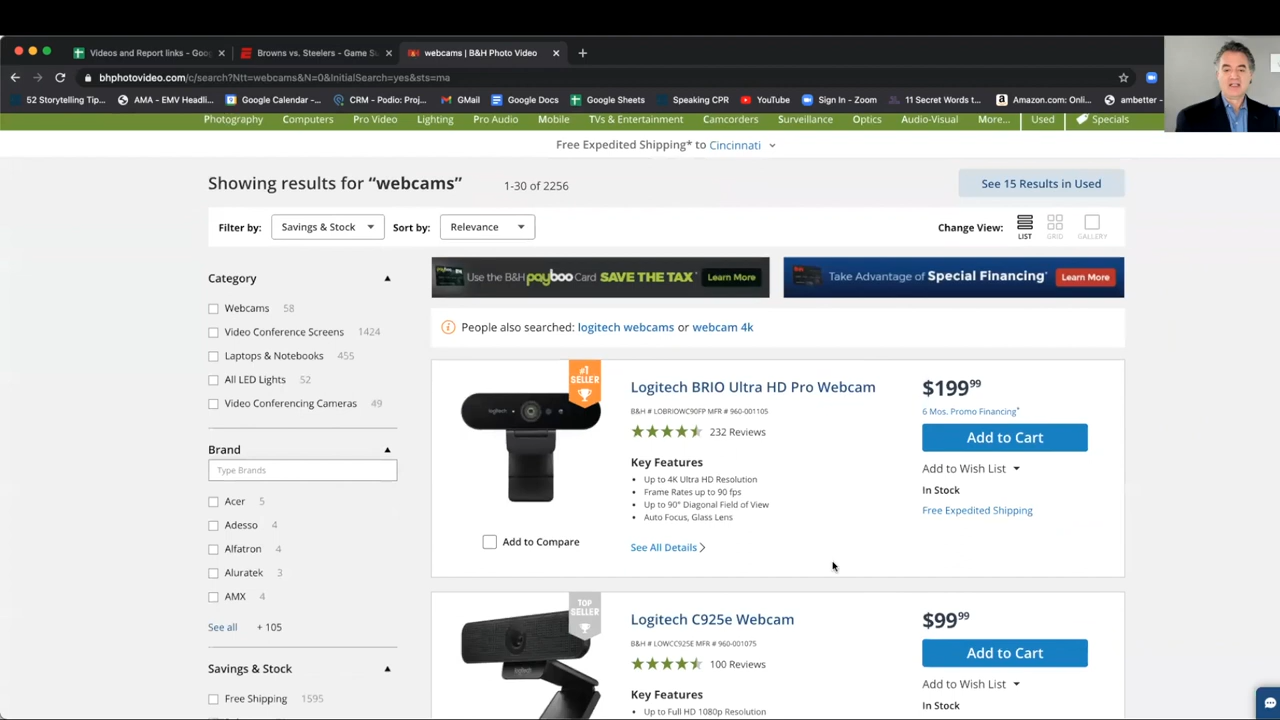 Videos and Report links - Goo
Browns vs. Steelers - Game Su
webcams | B&H Photo Video
bhphotovideo.com/c/search?Ntt=webcams&N=0&InitialSearch=yes&sts=ma
52 Storytelling Tip...
AMA - EMV Headli...
Google Calendar -...
CRM - Podio: Proj...
GMail
Google Docs
Google Sheets
Speaking CPR
YouTube
Sign In - Zoom
11 Secret Words t...
Amazon.com: Onli...
ambetter -
Photography
Computers
Pro Video
Lighting
Pro Audio
Mobile
TVs & Entertainment
Camcorders
Surveillance
Optics
Audio-Visual
More...
Used
Specials
Free Expedited Shipping* to Cincinnati
Showing results for “webcams” 1-30 of 2256
See 15 Results in Used
Filter by: Savings & Stock Sort by: Relevance
Change View: LIST GRID GALLERY
Category
Webcams 58
Video Conference Screens 1424
Laptops & Notebooks 455
All LED Lights 52
Video Conferencing Cameras 49
Brand
Type Brands
Acer 5
Adesso 4
Alfatron 4
Aluratek 3
AMX 4
See all + 105
Savings & Stock
Free Shipping 1595
Use the B&H payboo Card SAVE THE TAX* Learn More
Take Advantage of Special Financing* Learn More
People also searched: logitech webcams or webcam 4k
#1
SELLER
logitech
Logitech BRIO Ultra HD Pro Webcam
B&H # LOBRIOWC90FP MFR # 960-001105
232 Reviews
Key Features
Up to 4K Ultra HD Resolution
Frame Rates up to 90 fps
Up to 90° Diagonal Field of View
Auto Focus, Glass Lens
Add to Compare
See All Details
$199.99
6 Mos. Promo Financing*
Add to Cart
Add to Wish List
In Stock
Free Expedited Shipping
TOP
SELLER
Logitech C925e Webcam
B&H # LOWCC925E MFR # 960-001075
100 Reviews
Key Features
Up to Full HD 1080p Resolution
$99.99
Add to Cart
Add to Wish List
In Stock